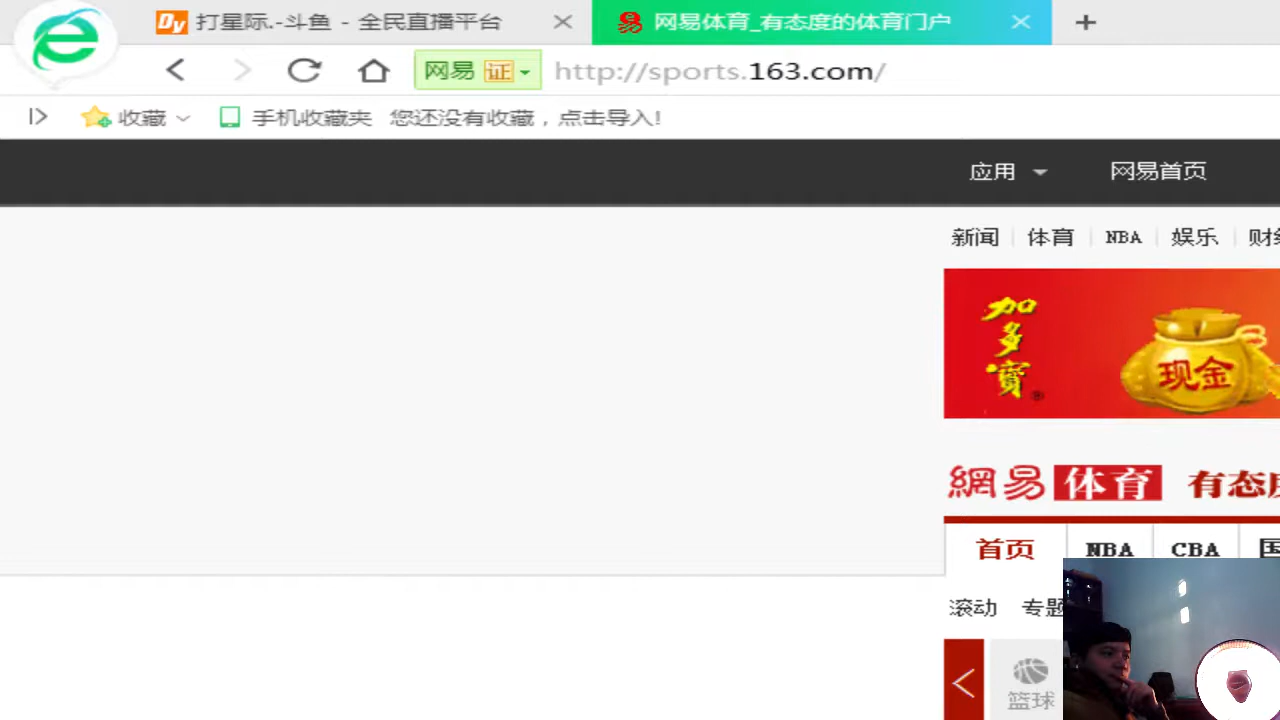 打星际.-斗鱼 - 全民直播平台
网易体育_有态度的体育门户
网易 证 http://sports.163.com/
收藏 手机收藏夹 您还没有收藏，点击导入!
应用 网易首页
新闻 体育 NBA 娱乐
加多寶®
现金
網易 体育 有态度
首页 NBA CBA
滚动 专题
篮球